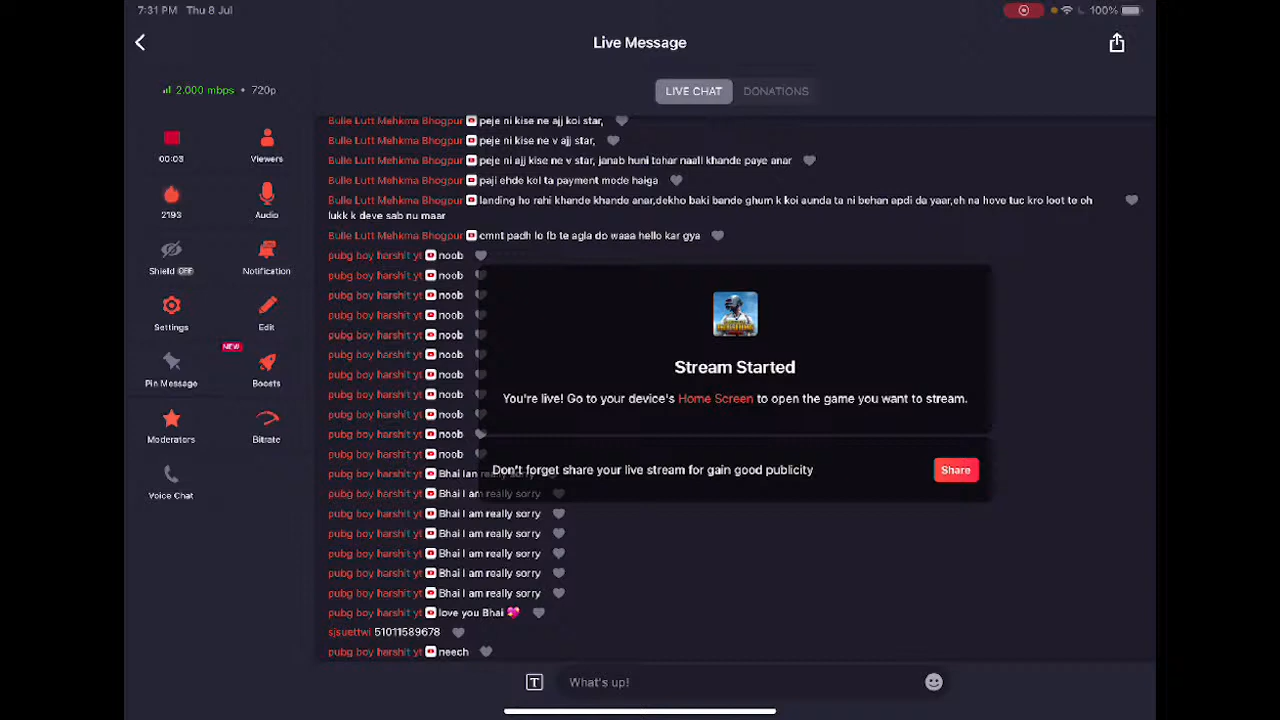 7:31 PM Thu 8 Jul
100%
Live Message
2.000 mbps • 720p
LIVE CHAT
DONATIONS
00:03
Viewers
2193
Audio
Shield OFF
Notification
Settings
Edit
NEW
Pin Message
Boosts
Moderators
Bitrate
Voice Chat
Bulle Lutt Mehkma Bhogpur peje ni kise ne ajj koi star,
Bulle Lutt Mehkma Bhogpur peje ni kise ne v ajj star,
Bulle Lutt Mehkma Bhogpur peje ni ajj kise ne v star, janab huni tohar naall khande paye anar
Bulle Lutt Mehkma Bhogpur paji ehde kol ta payment mode haiga
Bulle Lutt Mehkma Bhogpur landing ho rahi khande khande anar,dekho baki bande ghum k koi aunda ta ni behan apdi da yaar,eh na hove tuc kro loot te oh
lukk k deve sab nu maar
Bulle Lutt Mehkma Bhogpur cmnt padh lo fb te agla do waaa hello kar gya
pubg boy harshit yt noob
pubg boy harshit yt noob
pubg boy harshit yt noob
pubg boy harshit yt noob
pubg boy harshit yt noob
pubg boy harshit yt noob
pubg boy harshit yt noob
pubg boy harshit yt noob
pubg boy harshit yt noob
pubg boy harshit yt noob
pubg boy harshit yt noob
pubg boy harshit yt Bhai Ian really sorry
pubg boy harshit yt Bhai I am really sorry
pubg boy harshit yt Bhai I am really sorry
pubg boy harshit yt Bhai I am really sorry
pubg boy harshit yt Bhai I am really sorry
pubg boy harshit yt Bhai I am really sorry
pubg boy harshit yt Bhai I am really sorry
pubg boy harshit yt love you Bhai 💖
sjsuettwi 51011589678
pubg boy harshit yt neech
Stream Started
You're live! Go to your device's Home Screen to open the game you want to stream.
Don't forget share your live stream for gain good publicity
Share
T
What's up!